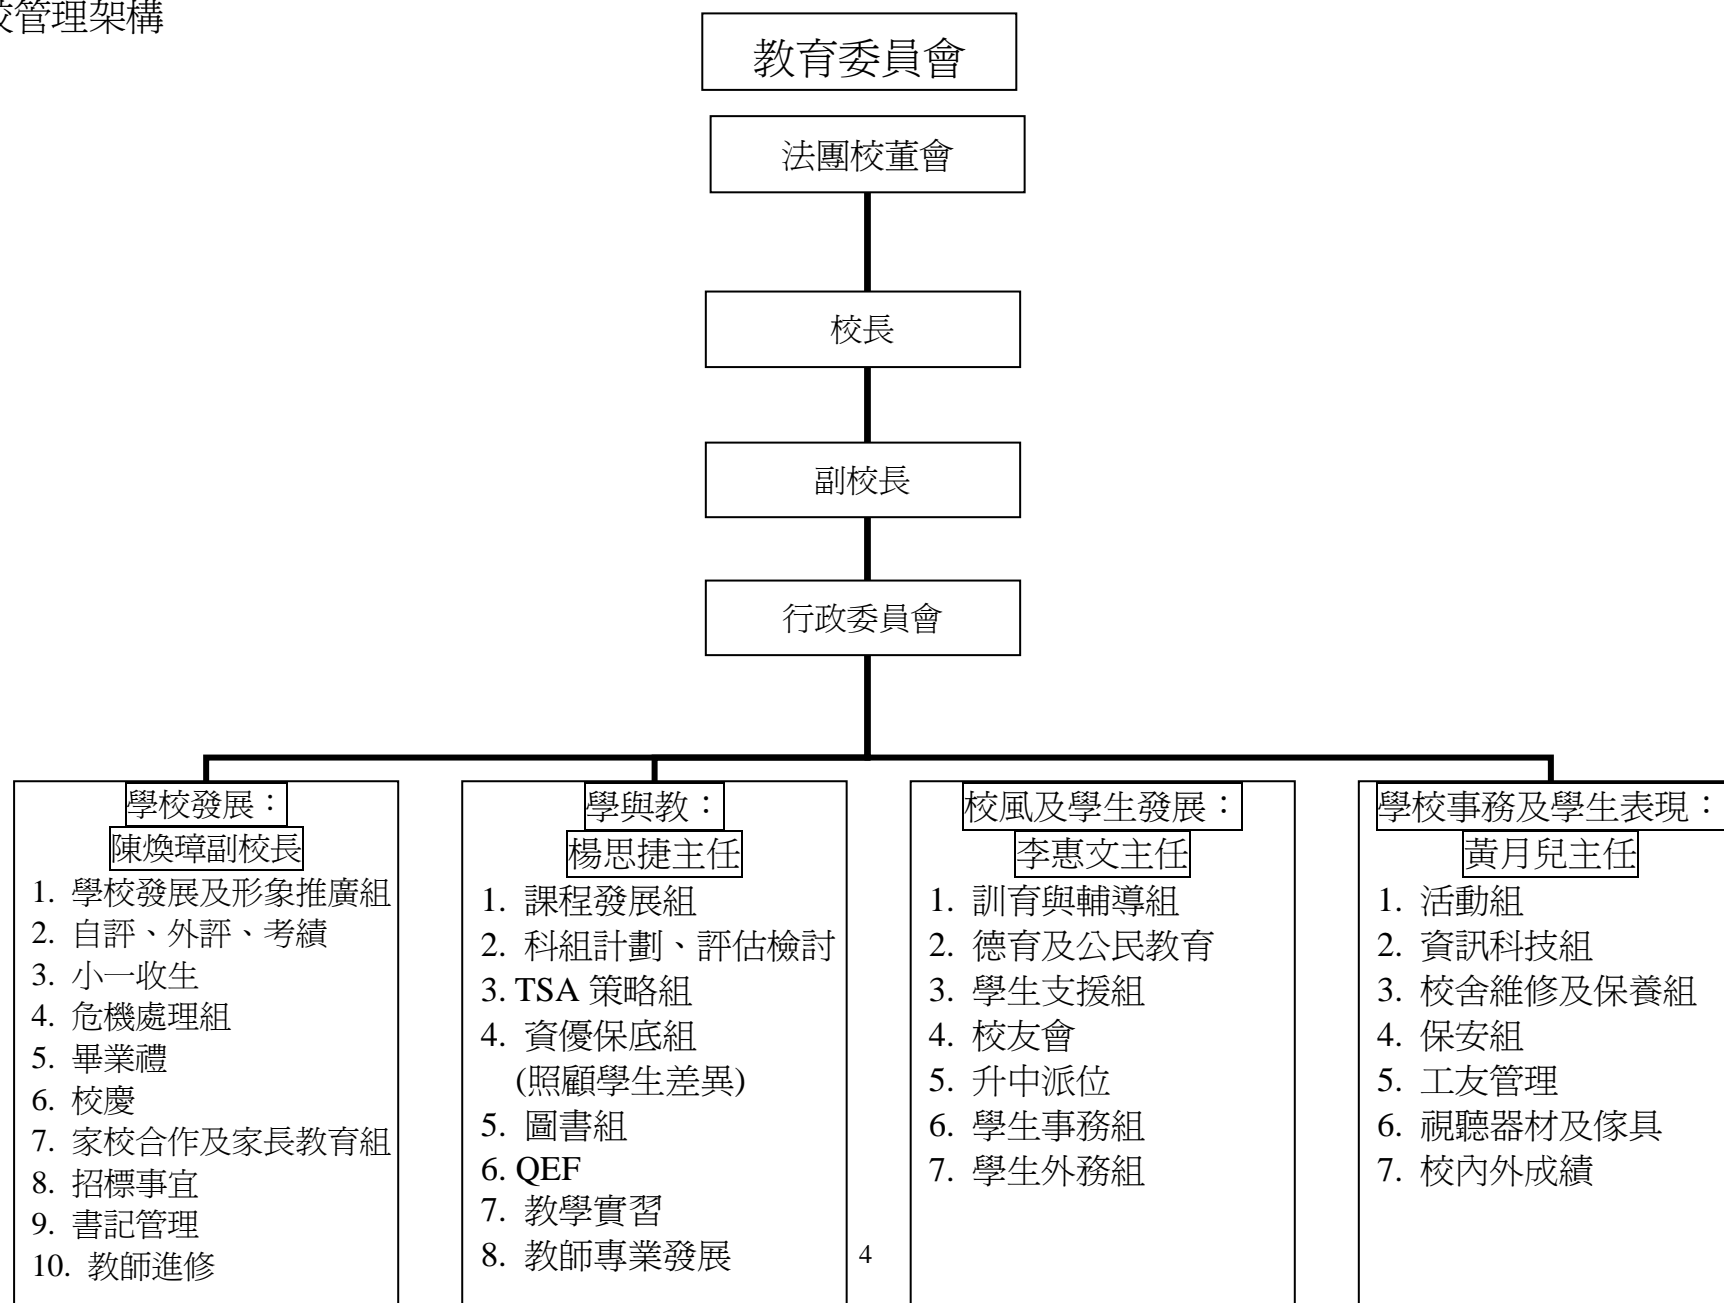 校管理架構
教育委員會
法團校董會
校長
副校長
行政委員會
學校發展：
陳煥璋副校長
1. 學校發展及形象推廣組
2. 自評、外評、考績
3. 小一收生
4. 危機處理組
5. 畢業禮
6. 校慶
7. 家校合作及家長教育組
8. 招標事宜
9. 書記管理
10. 教師進修
學與教：
楊思捷主任
1. 課程發展組
2. 科組計劃、評估檢討
3. TSA 策略組
4. 資優保底組
(照顧學生差異)
5. 圖書組
6. QEF
7. 教學實習
8. 教師專業發展
校風及學生發展：
李惠文主任
1. 訓育與輔導組
2. 德育及公民教育
3. 學生支援組
4. 校友會
5. 升中派位
6. 學生事務組
7. 學生外務組
學校事務及學生表現：
黃月兒主任
1. 活動組
2. 資訊科技組
3. 校舍維修及保養組
4. 保安組
5. 工友管理
6. 視聽器材及傢具
7. 校內外成績
4